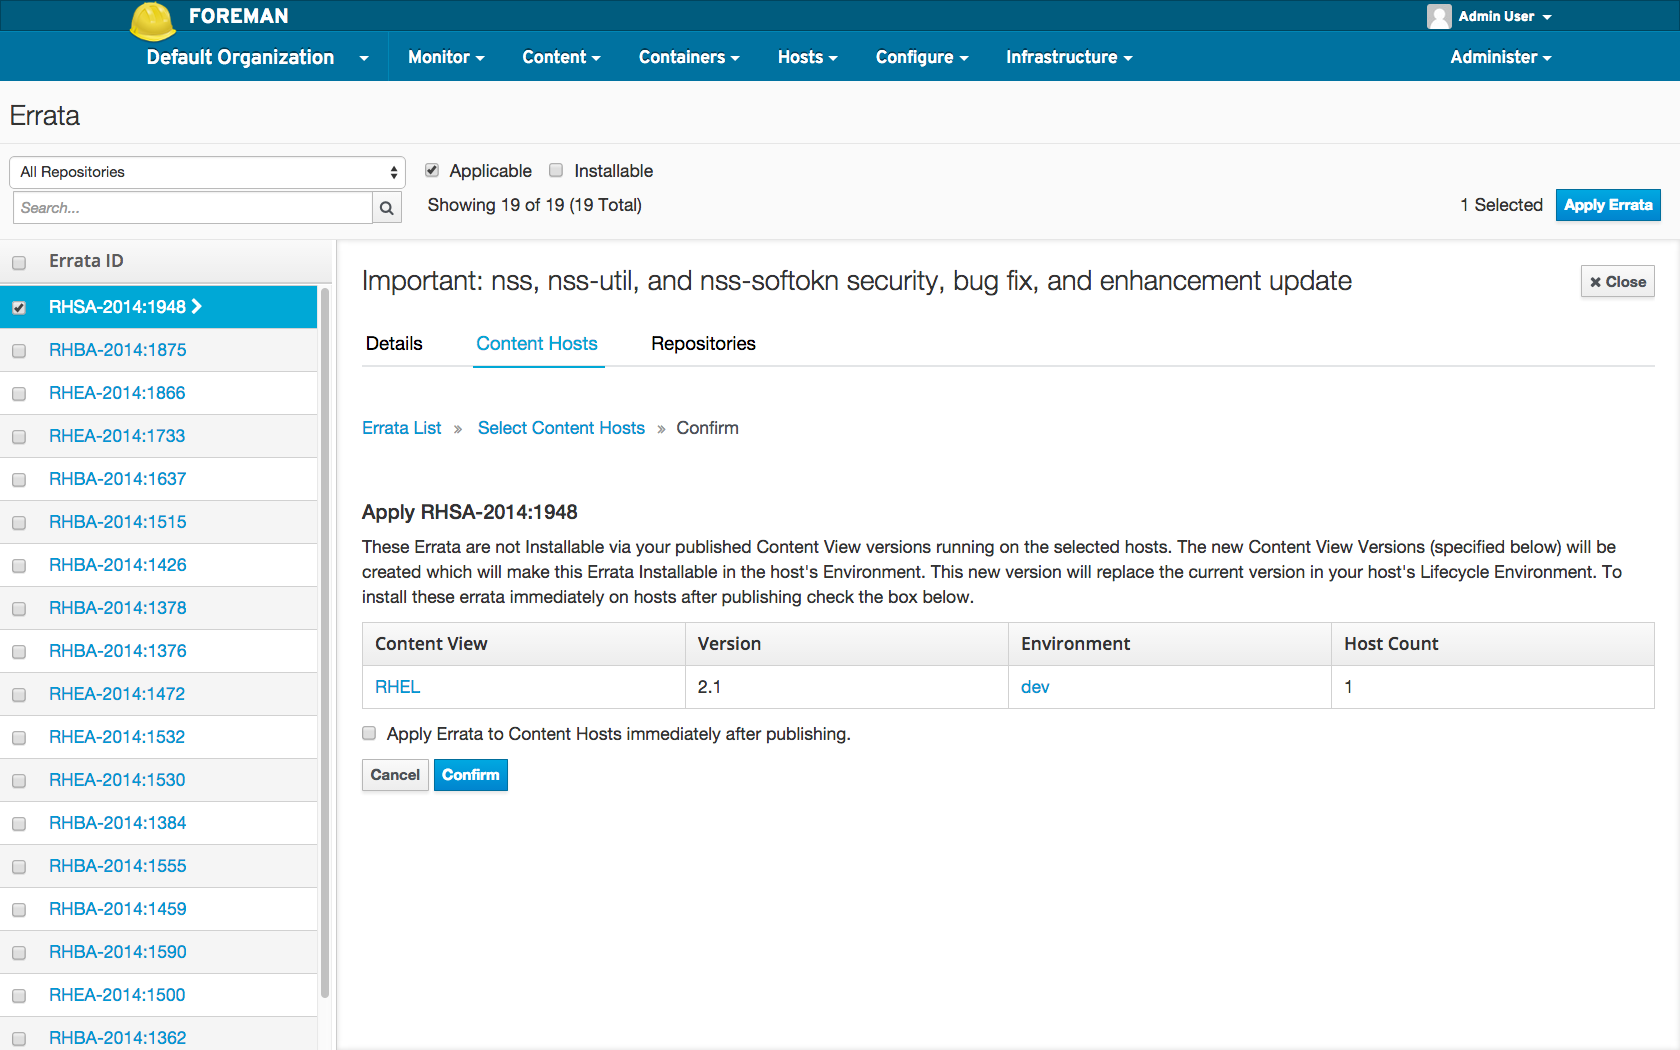 FOREMAN
Admin User
Default Organization
Monitor
Content
Containers
Hosts
Configure
Infrastructure
Administer
Errata
All Repositories
Applicable
Installable
Search...
Showing 19 of 19 (19 Total)
1 Selected
Apply Errata
Errata ID
RHSA-2014:1948
RHBA-2014:1875
RHEA-2014:1866
RHEA-2014:1733
RHBA-2014:1637
RHBA-2014:1515
RHBA-2014:1426
RHBA-2014:1378
RHBA-2014:1376
RHEA-2014:1472
RHEA-2014:1532
RHEA-2014:1530
RHBA-2014:1384
RHBA-2014:1555
RHBA-2014:1459
RHBA-2014:1590
RHEA-2014:1500
RHBA-2014:1362
Important: nss, nss-util, and nss-softokn security, bug fix, and enhancement update
Close
Details
Content Hosts
Repositories
Errata List » Select Content Hosts » Confirm
Apply RHSA-2014:1948
These Errata are not Installable via your published Content View versions running on the selected hosts. The new Content View Versions (specified below) will be
created which will make this Errata Installable in the host's Environment. This new version will replace the current version in your host's Lifecycle Environment. To
install these errata immediately on hosts after publishing check the box below.
Content View Version Environment Host Count
RHEL 2.1 dev 1
Apply Errata to Content Hosts immediately after publishing.
Cancel
Confirm